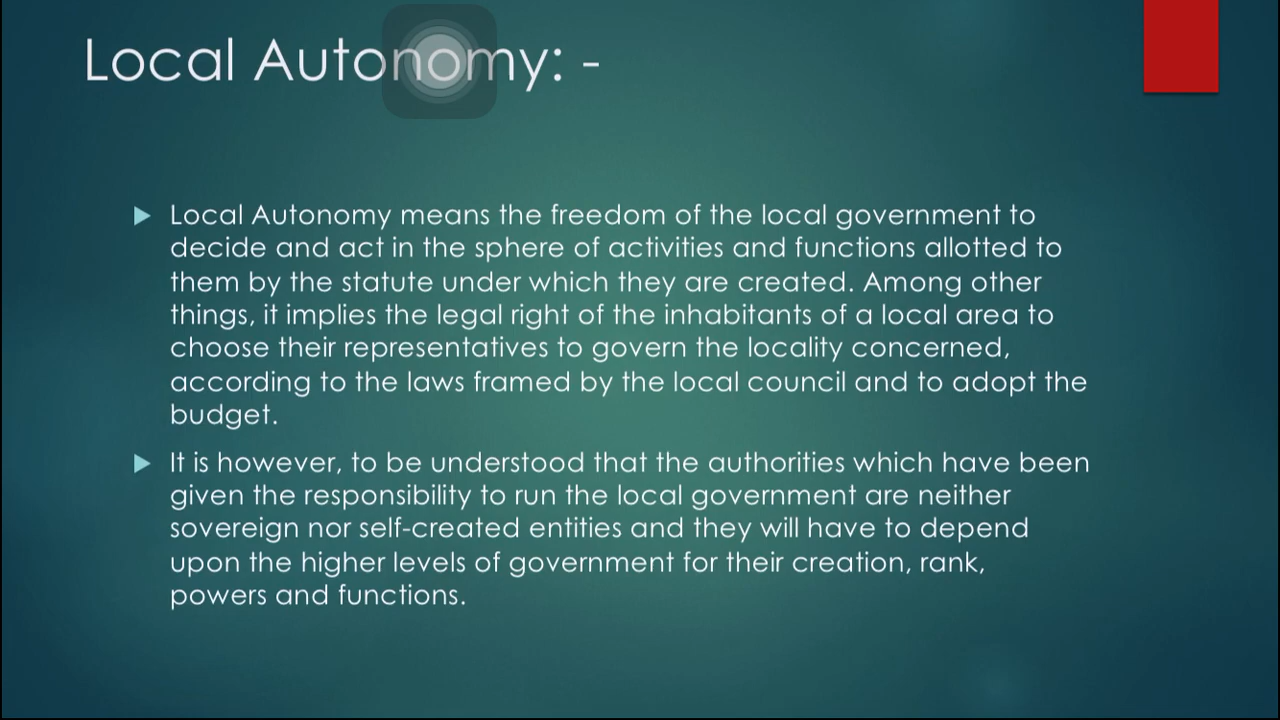 Local Autonomy: -
Local Autonomy means the freedom of the local government to
decide and act in the sphere of activities and functions allotted to
them by the statute under which they are created. Among other
things, it implies the legal right of the inhabitants of a local area to
choose their representatives to govern the locality concerned,
according to the laws framed by the local council and to adopt the
budget.
It is however, to be understood that the authorities which have been
given the responsibility to run the local government are neither
sovereign nor self-created entities and they will have to depend
upon the higher levels of government for their creation, rank,
powers and functions.